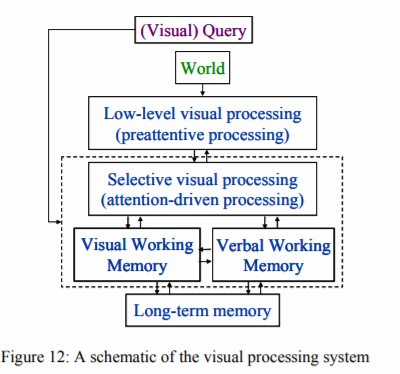 (Visual) Query
World
Low-level visual processing
(preattentive processing)
Selective visual processing
(attention-driven processing)
Visual Working
Memory
Verbal Working
Memory
Long-term memory
Figure 12: A schematic of the visual processing system